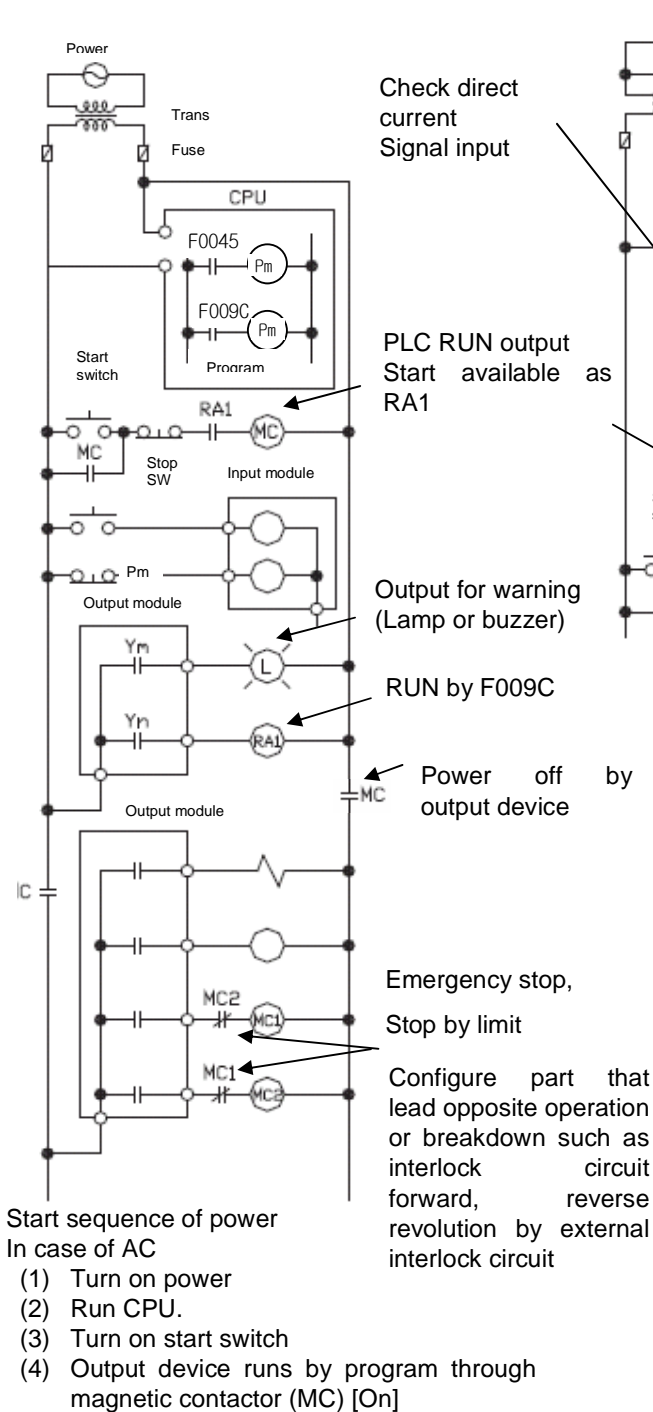 Power
Trans
Fuse
CPU
F0045
Pm
F009C
Pm
Program
Start
switch
RA1
MC
MC
Stop
SW
Input module
Pm
Output module
Ym
L
Yn
RA1
MC
Output module
C
MC2
MC1
MC1
MC2
Check direct
current
Signal input
PLC RUN output
Start available as
RA1
Output for warning
(Lamp or buzzer)
RUN by F009C
Power off by
output device
Emergency stop,
Stop by limit
Configure part that
lead opposite operation
or breakdown such as
interlock circuit
forward, reverse
revolution by external
interlock circuit
Start sequence of power
In case of AC
(1) Turn on power
(2) Run CPU.
(3) Turn on start switch
(4) Output device runs by program through
magnetic contactor (MC) [On]